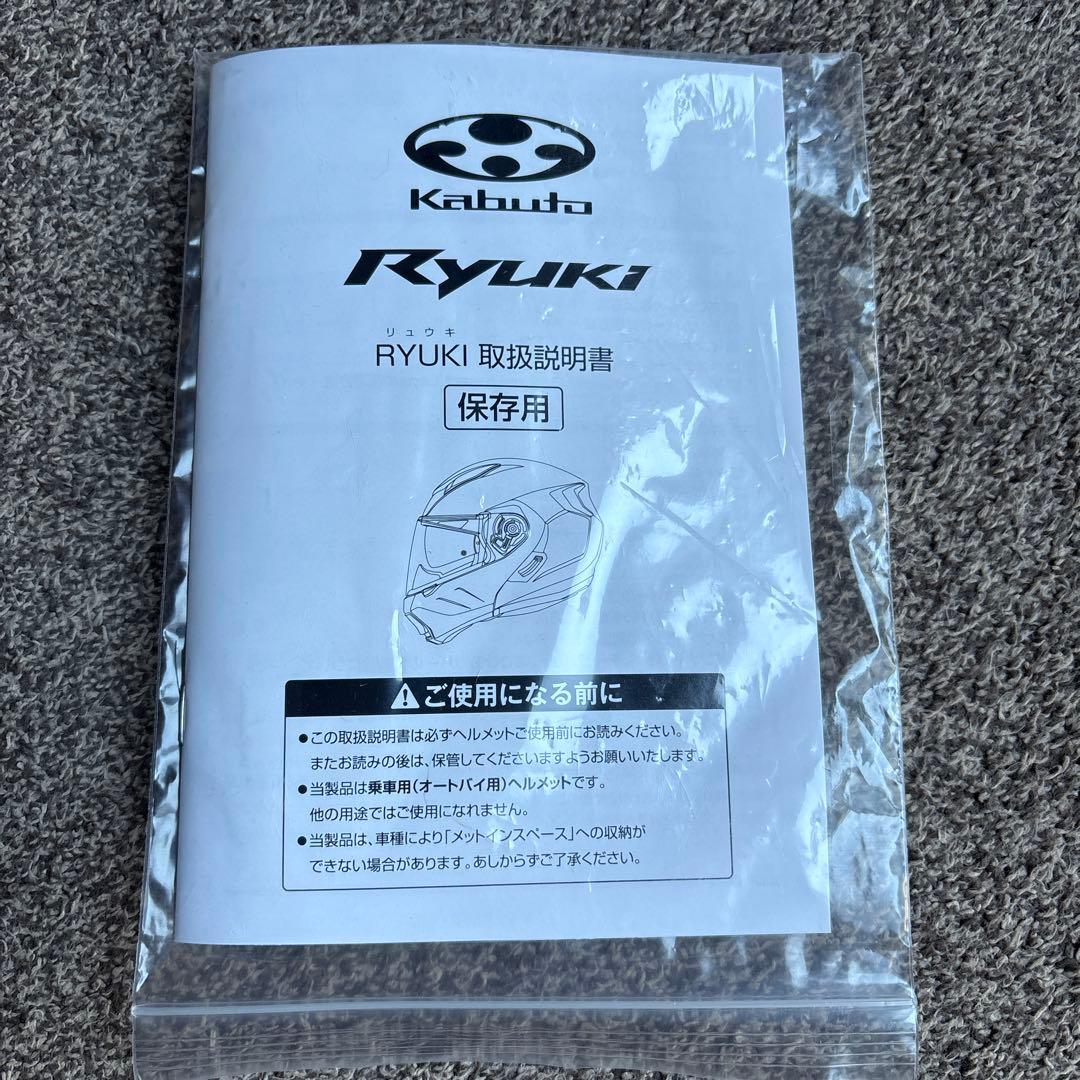 Kabuto
RYUKI
リュウキ
RYUKI 取扱説明書
保存用
ご使用になる前に
●この取扱説明書は必ずヘルメットご使用前にお読みください。
またお読みの後は、保管してくださいますようお願いいたします。
●当製品は乗車用(オートバイ用)ヘルメットです。
他の用途ではご使用になれません。
●当製品は、車種により「メットインスペース」への収納が
できない場合があります。あしからずご了承ください。